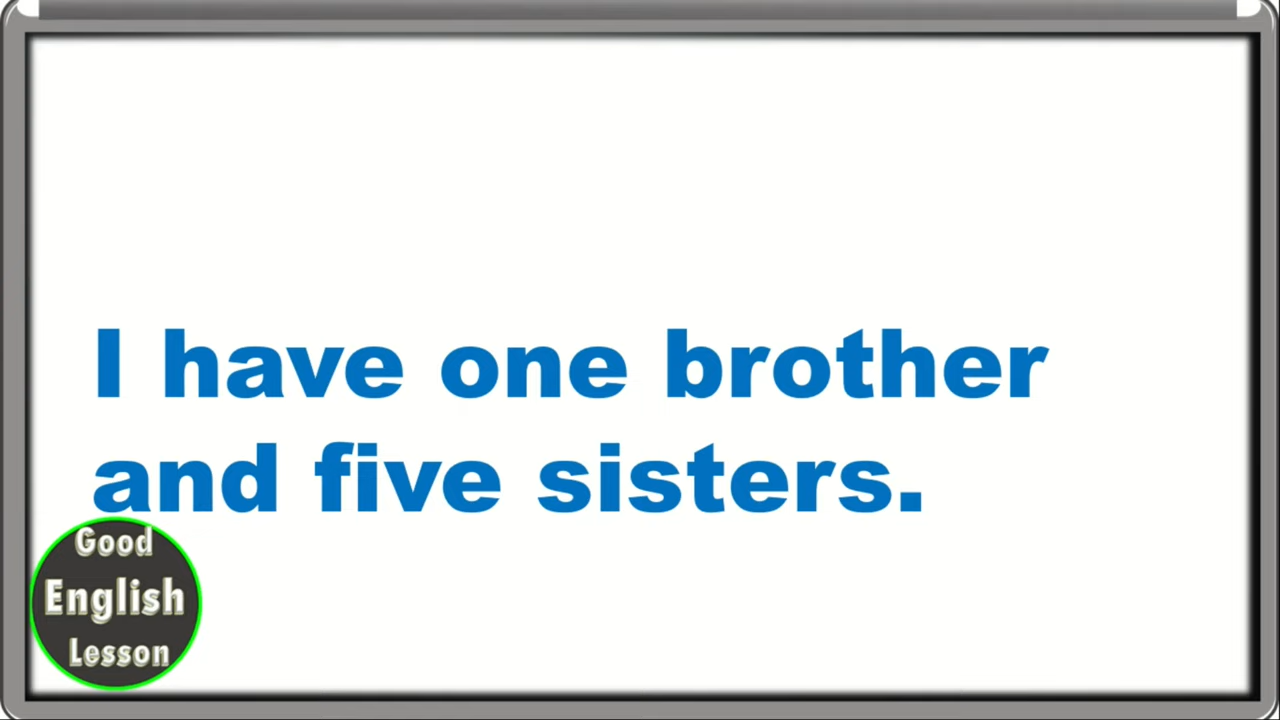 I have one brother
and five sisters.
Good
English
Lesson